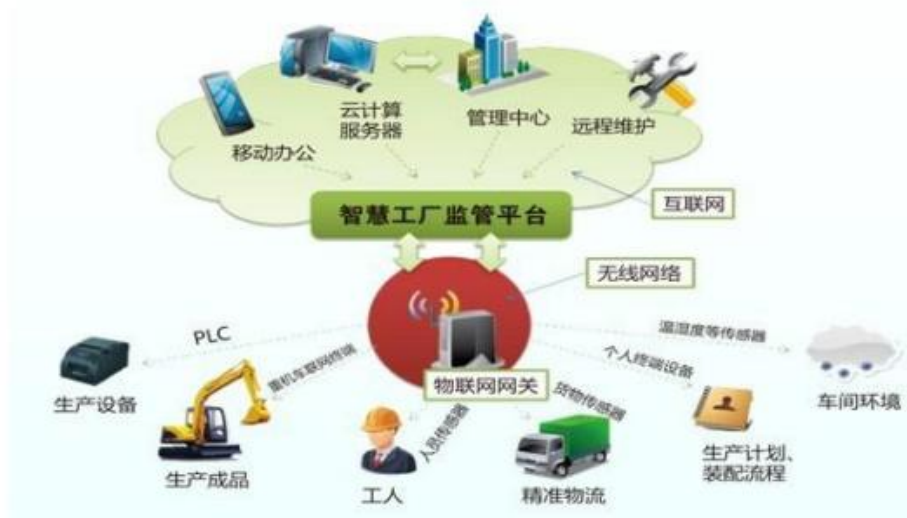 云计算
服务器
管理中心
远程维护
移动办公
互联网
智慧工厂监管平台
无线网络
PLC
重机车联网终端
物联网网关
人员传感器
货物传感器
个人终端设备
温湿度等传感器
生产设备
生产成品
工人
精准物流
生产计划、
装配流程
车间环境